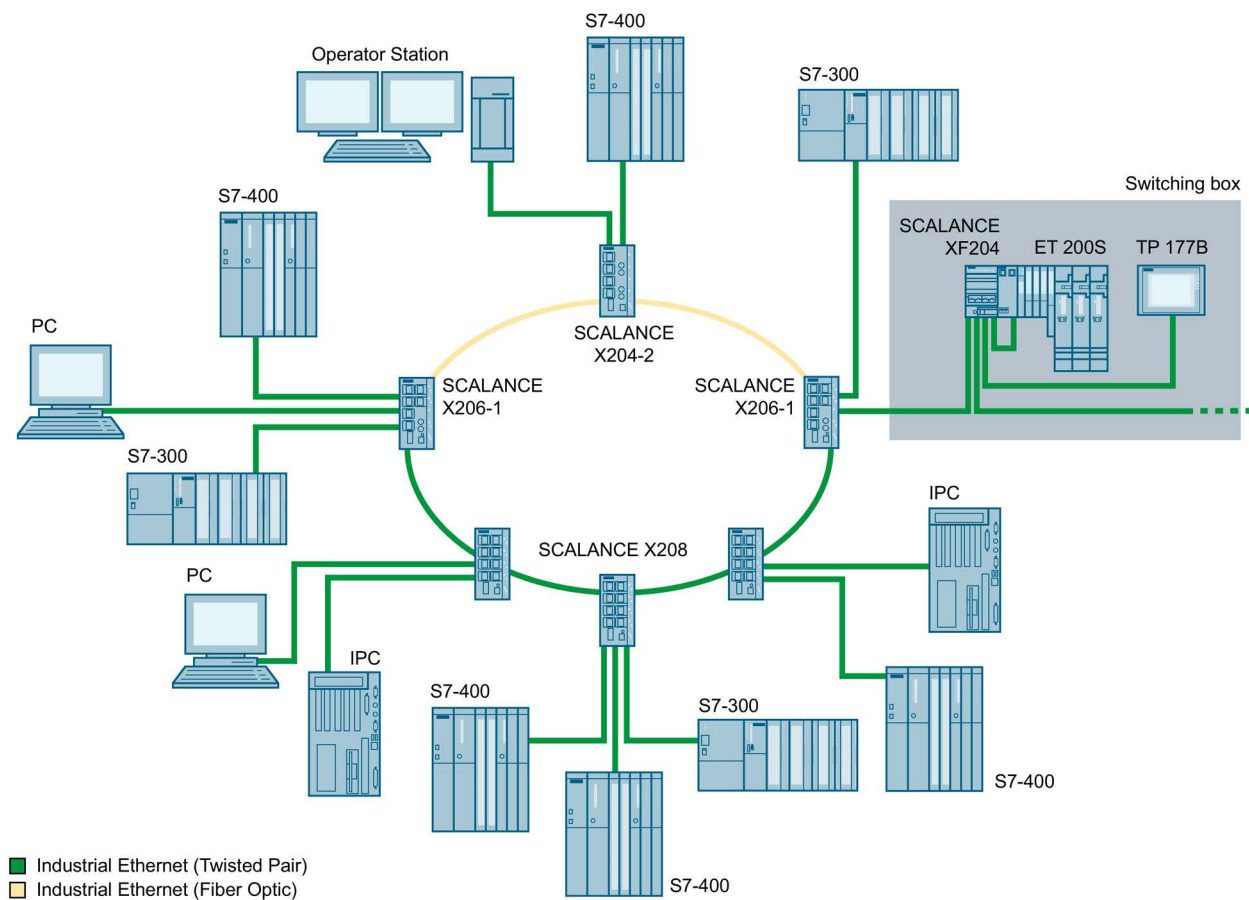 S7-400
Operator Station
S7-300
Switching box
S7-400
SCALANCE
XF204
ET 200S
TP 177B
PC
SCALANCE
X204-2
SCALANCE
X206-1
SCALANCE
X206-1
S7-300
IPC
SCALANCE X208
PC
IPC
S7-400
S7-300
S7-400
S7-400
Industrial Ethernet (Twisted Pair)
Industrial Ethernet (Fiber Optic)